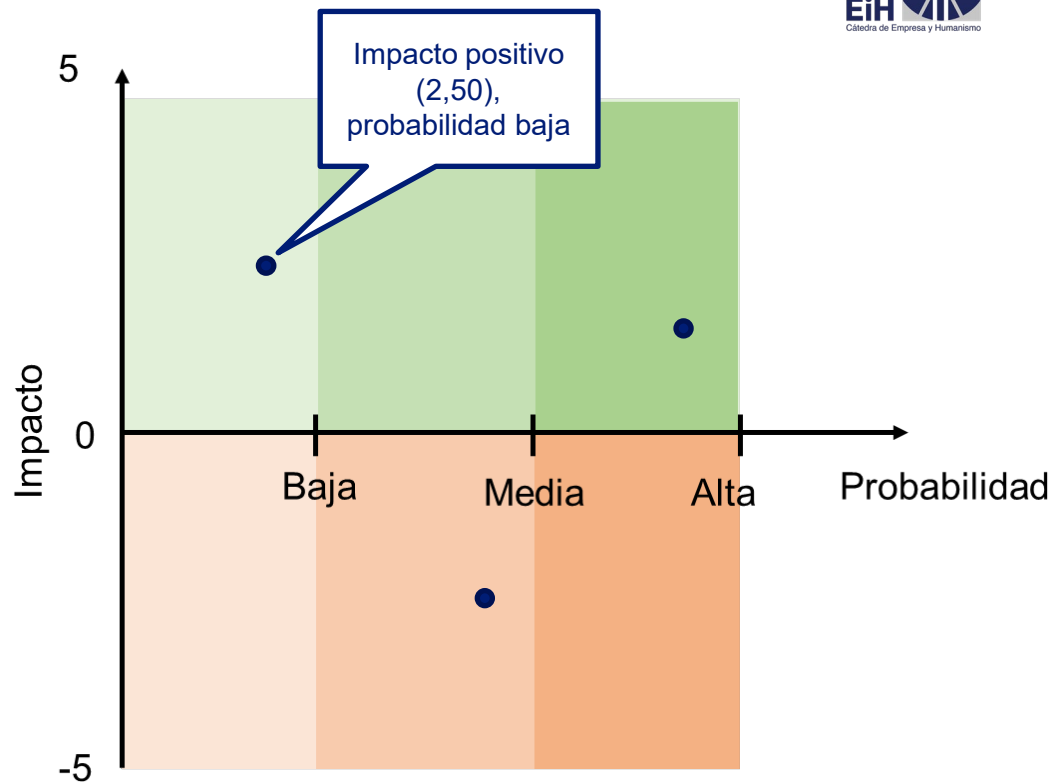 EiH
Cátedra de Empresa y Humanismo
5
Impacto positivo
(2,50),
probabilidad baja
Impacto
0
Baja
Media
Alta
Probabilidad
-5